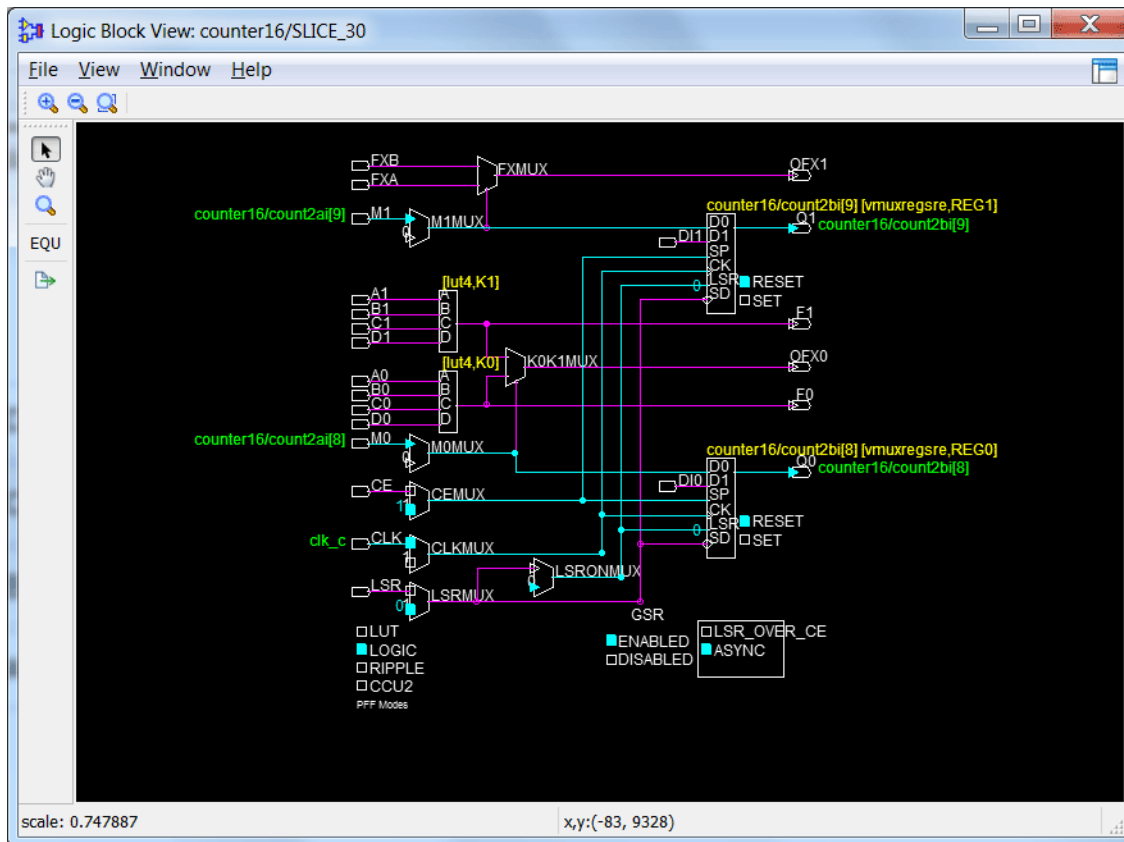 Logic Block View: counter16/SLICE_30
File View Window Help
EQU
FXB
FXA
FXMUX
OFX1
counter16/count2ai[9]
M1
0
M1MUX
counter16/count2bi[9] [vmuxregsre,REG1]
DI1
D0
D1
SP
CK
LSR
SD
0
Q1
counter16/count2bi[9]
RESET
SET
[lut4,K1]
A1
B1
C1
D1
A
B
C
D
F1
K0K1MUX
OFX0
[lut4,K0]
A0
B0
C0
D0
A
B
C
D
F0
counter16/count2ai[8]
M0
0
M0MUX
counter16/count2bi[8] [vmuxregsre,REG0]
DI0
D0
D1
SP
CK
LSR
SD
0
Q0
counter16/count2bi[8]
RESET
SET
CE
1
CEMUX
clk_c
CLK
1
CLKMUX
LSR
0
LSRMUX
0
LSRONMUX
LUT
LOGIC
RIPPLE
CCU2
PFF Modes
GSR
ENABLED
DISABLED
LSR_OVER_CE
ASYNC
scale: 0.747887
x,y:(-83, 9328)